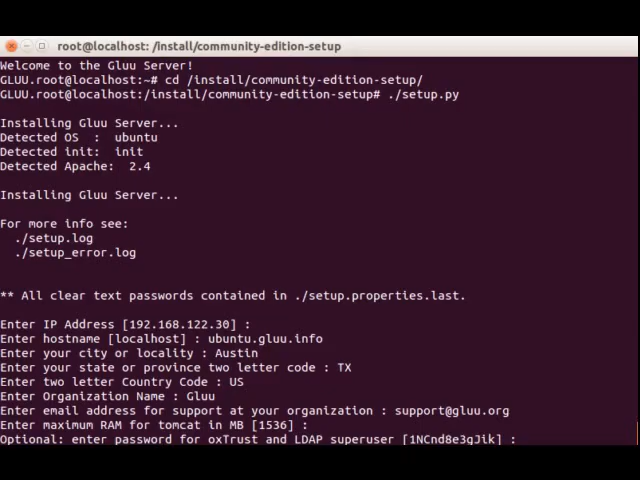 root@localhost: /install/community-edition-setup
Welcome to the Gluu Server!
GLUU.root@localhost:~# cd /install/community-edition-setup/
GLUU.root@localhost:/install/community-edition-setup# ./setup.py
Installing Gluu Server...
Detected OS  :  ubuntu
Detected init:  init
Detected Apache:  2.4
Installing Gluu Server...
For more info see:
  ./setup.log
  ./setup_error.log
** All clear text passwords contained in ./setup.properties.last.
Enter IP Address [192.168.122.30] :
Enter hostname [localhost] : ubuntu.gluu.info
Enter your city or locality : Austin
Enter your state or province two letter code : TX
Enter two letter Country Code : US
Enter Organization Name : Gluu
Enter email address for support at your organization : support@gluu.org
Enter maximum RAM for tomcat in MB [1536] :
Optional: enter password for oxTrust and LDAP superuser [1NCnd8e3gJik] :